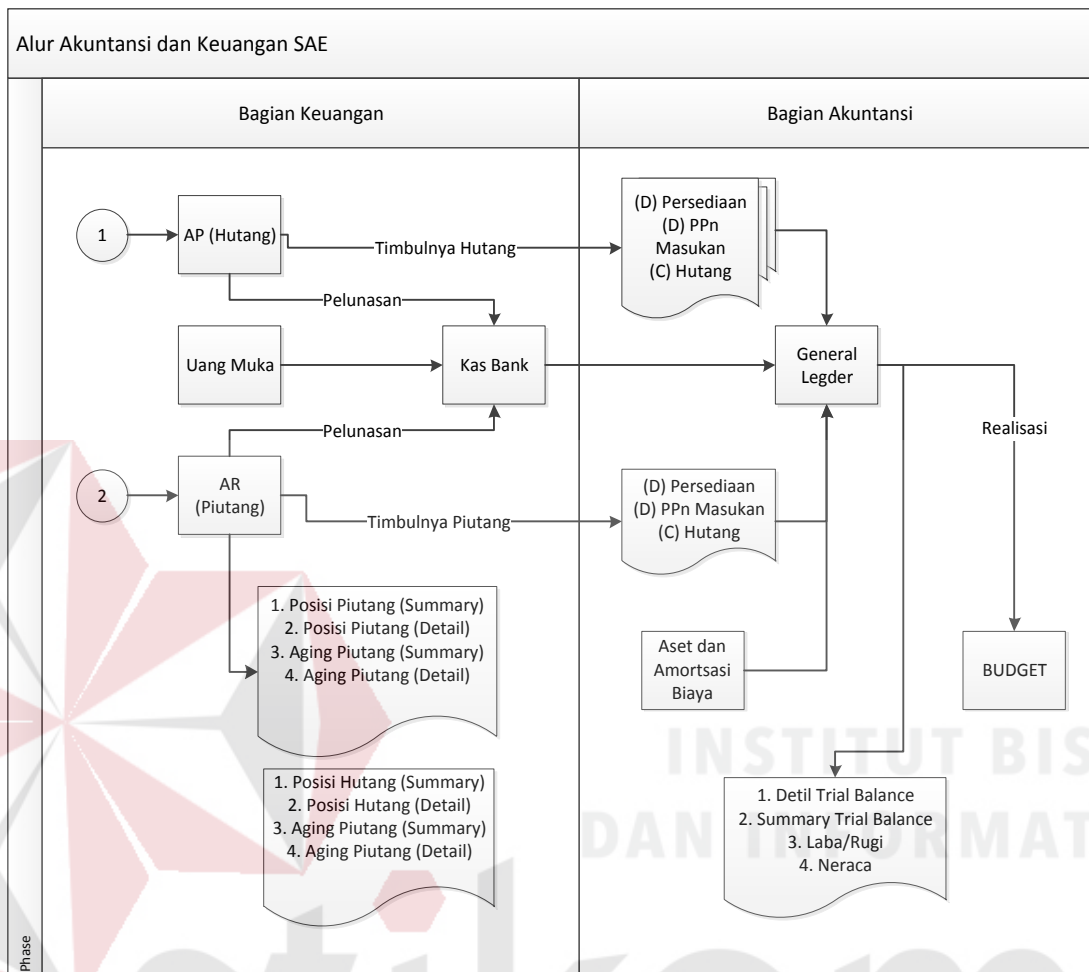 Alur Akuntansi dan Keuangan SAE
Bagian Keuangan
Bagian Akuntansi
1
AP (Hutang)
Timbulnya Hutang
(D) Persediaan
(D) PPn
Masukan
(C) Hutang
Pelunasan
Uang Muka
Kas Bank
General
Legder
Pelunasan
Realisasi
2
AR
(Piutang)
Timbulnya Piutang
(D) Persediaan
(D) PPn Masukan
(C) Hutang
1. Posisi Piutang (Summary)
2. Posisi Piutang (Detail)
3. Aging Piutang (Summary)
4. Aging Piutang (Detail)
Aset dan
Amortsasi
Biaya
BUDGET
INSTITUT BIS
DAN INFORMAT
1. Posisi Hutang (Summary)
2. Posisi Hutang (Detail)
3. Aging Piutang (Summary)
4. Aging Piutang (Detail)
1. Detil Trial Balance
2. Summary Trial Balance
3. Laba/Rugi
4. Neraca
Phase